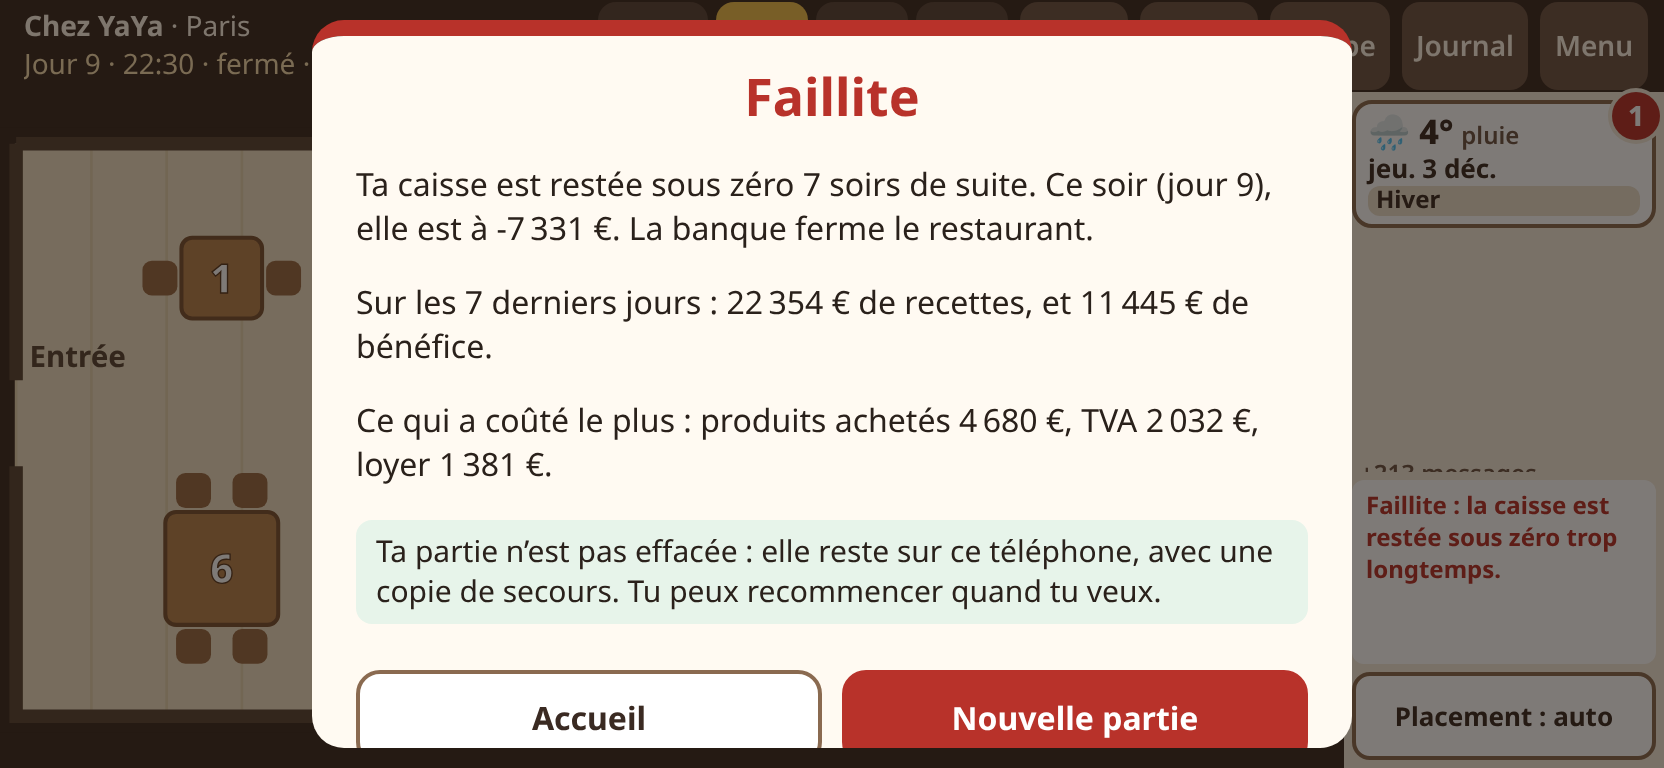 Chez YaYa · Paris
Jour 9 · 22:30 · fermé ·
Journal
Menu
Faillite
Ta caisse est restée sous zéro 7 soirs de suite. Ce soir (jour 9),
elle est à -7 331 €. La banque ferme le restaurant.
Sur les 7 derniers jours : 22 354 € de recettes, et 11 445 € de
bénéfice.
Ce qui a coûté le plus : produits achetés 4 680 €, TVA 2 032 €,
loyer 1 381 €.
Ta partie n’est pas effacée : elle reste sur ce téléphone, avec une
copie de secours. Tu peux recommencer quand tu veux.
Accueil
Nouvelle partie
1
Entrée
6
1
4° pluie
jeu. 3 déc.
Hiver
Faillite : la caisse est
restée sous zéro trop
longtemps.
Placement : auto